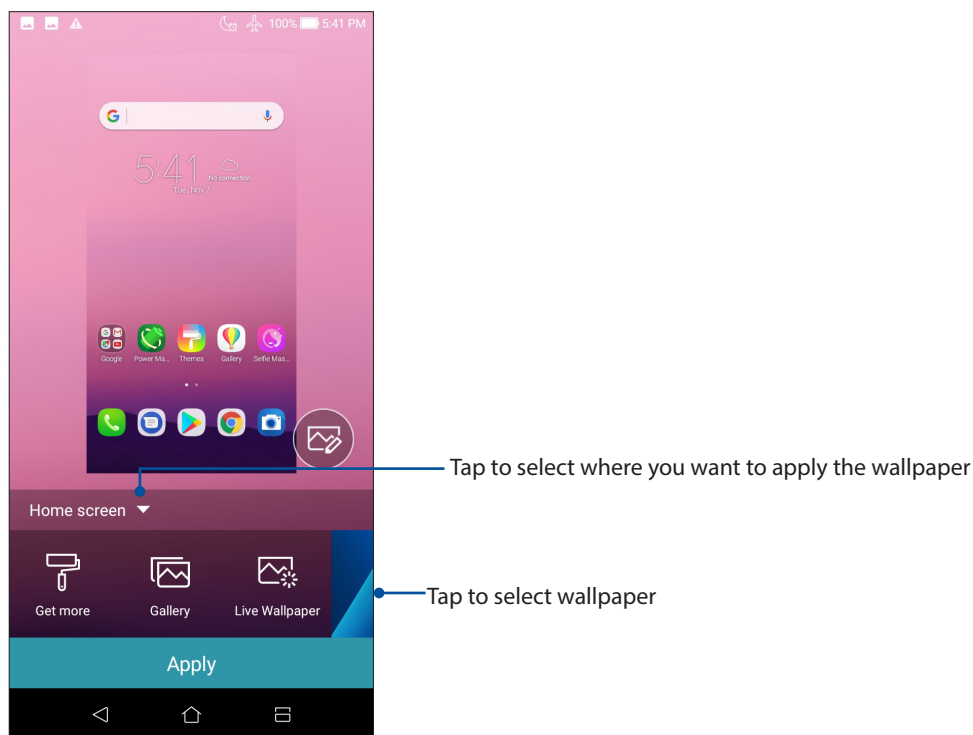 100% 5:41 PM
G
5:41 No connection
Tue, Nov 7
Google Power Ma... Themes Gallery Selfie Mas...
Tap to select where you want to apply the wallpaper
Home screen
Tap to select wallpaper
Get more Gallery Live Wallpaper
Apply